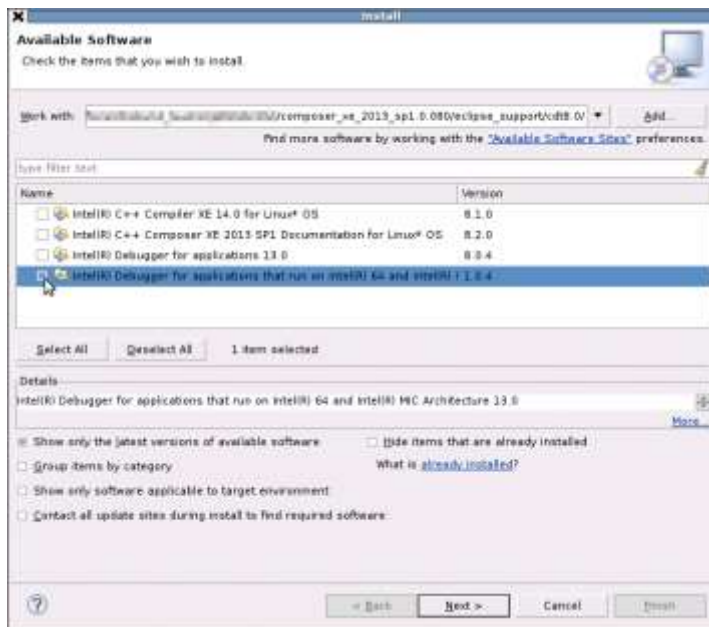 Install
Available Software
Check the items that you wish to install.
Work with: /composer_xe_2013_sp1.0.080/eclipse_support/cdt8.0/ Add...
Find more software by working with the "Available Software Sites" preferences.
type filter text
Name Version
Intel(R) C++ Compiler XE 14.0 for Linux* OS 8.1.0
Intel(R) C++ Composer XE 2013 SP1 Documentation for Linux* OS 8.2.0
Intel(R) Debugger for applications 13.0 8.0.4
Intel(R) Debugger for applications that run on Intel(R) 64 and Intel(R) 1.0.4
Select All Deselect All 1 item selected
Details
Intel(R) Debugger for applications that run on Intel(R) 64 and Intel(R) MIC Architecture 13.0
More...
Show only the latest versions of available software Hide items that are already installed
Group items by category What is already installed?
Show only software applicable to target environment
Contact all update sites during install to find required software
< Back Next > Cancel Finish